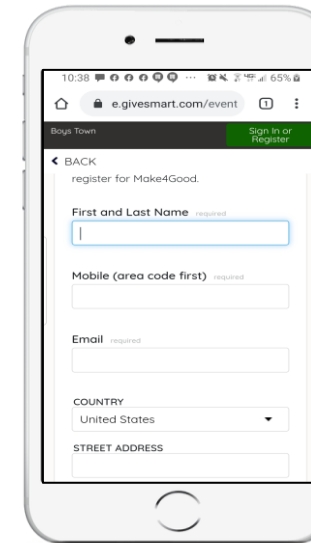 10:38 65%
e.givesmart.com/event 1
Boys Town
Sign In or
Register
BACK
register for Make4Good.
First and Last Name required
Mobile (area code first) required
Email required
COUNTRY
United States
STREET ADDRESS